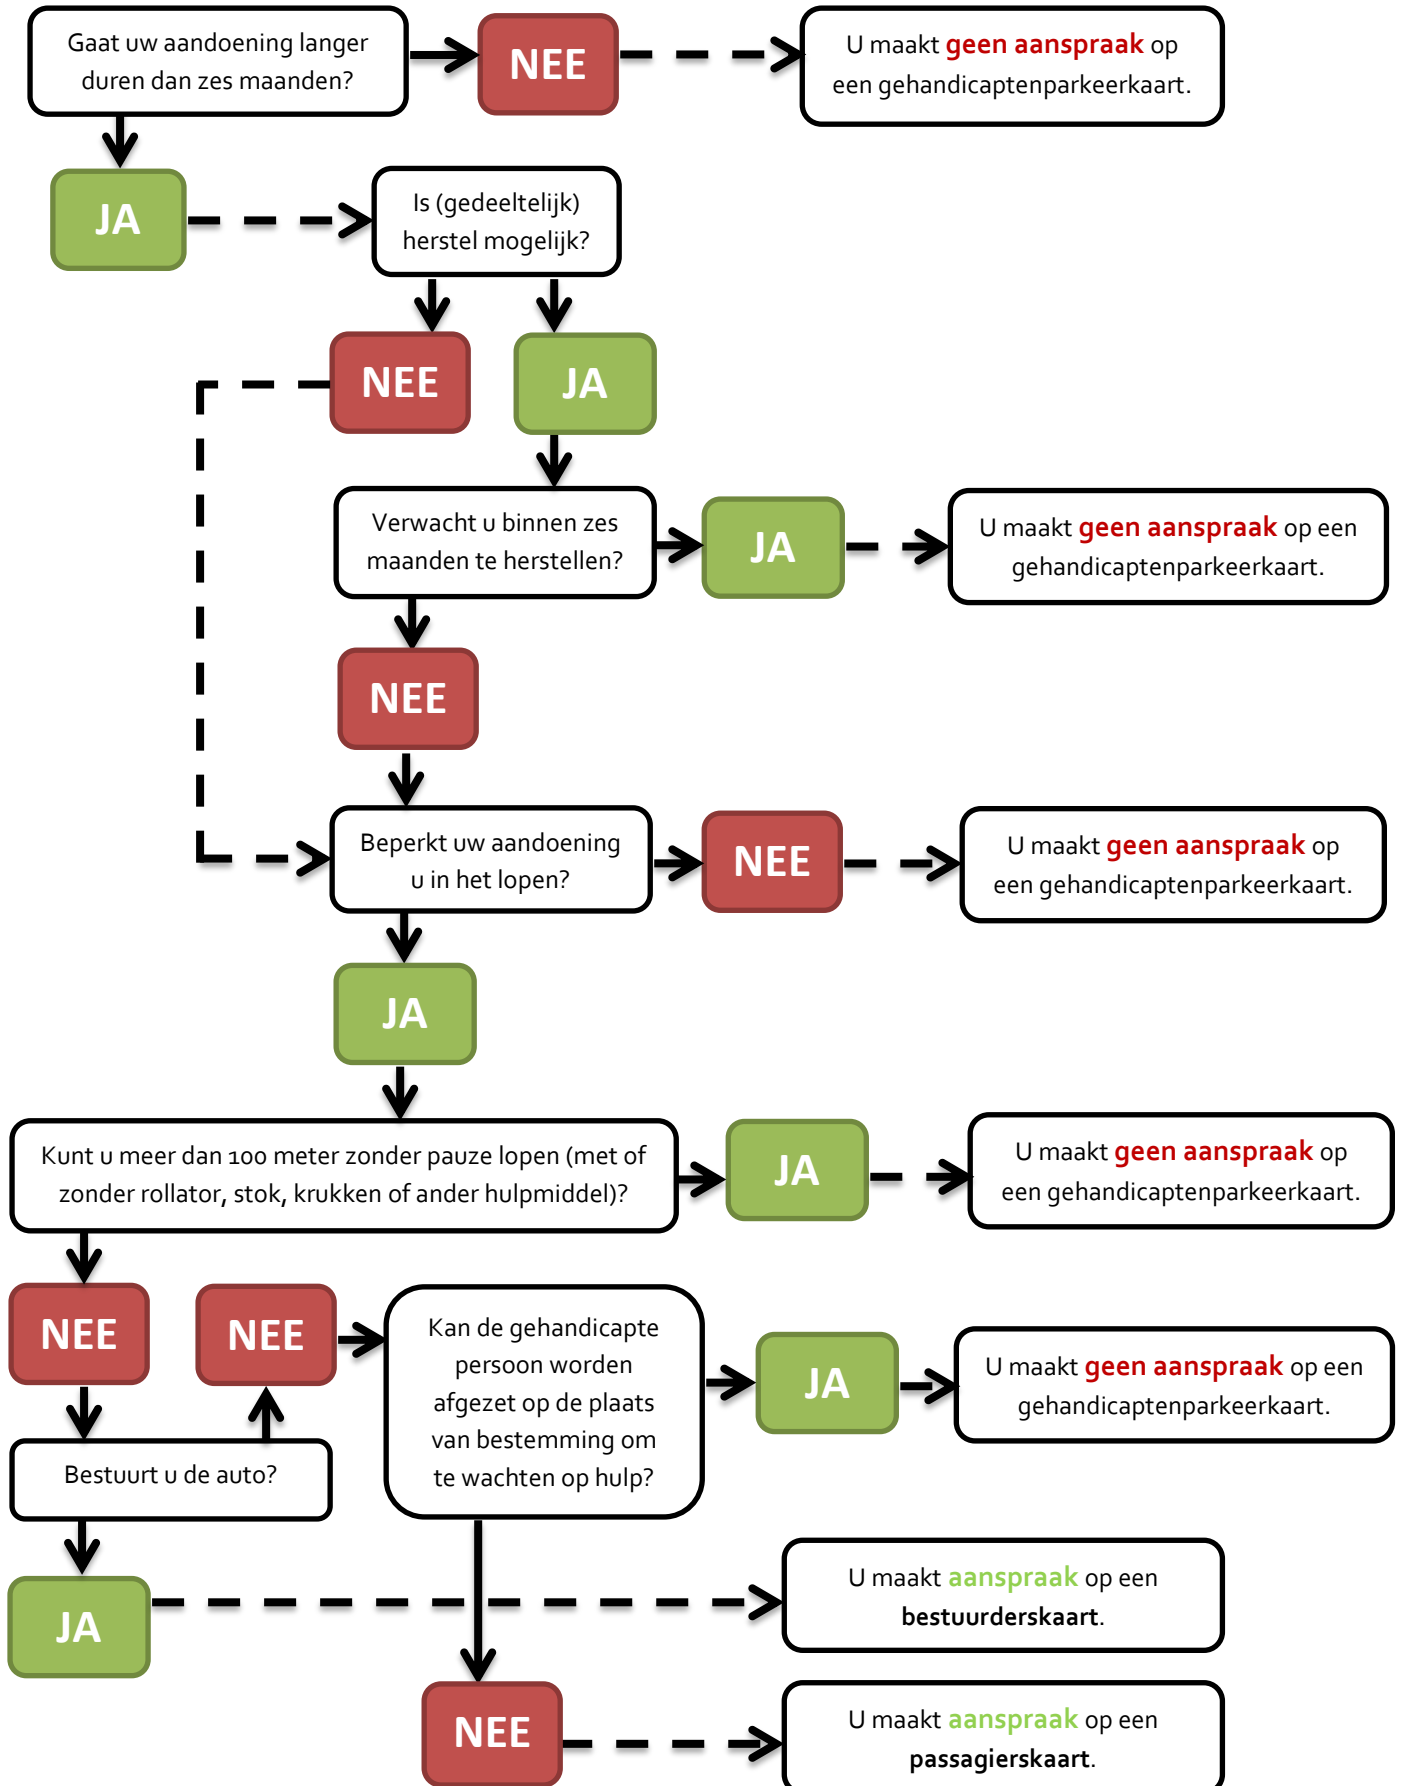 Gaat uw aandoening langer
duren dan zes maanden?
NEE
U maakt geen aanspraak op
een gehandicaptenparkeerkaart.
JA
Is (gedeeltelijk)
herstel mogelijk?
NEE
JA
Verwacht u binnen zes
maanden te herstellen?
JA
U maakt geen aanspraak op een
gehandicaptenparkeerkaart.
NEE
Beperkt uw aandoening
u in het lopen?
NEE
U maakt geen aanspraak op
een gehandicaptenparkeerkaart.
JA
Kunt u meer dan 100 meter zonder pauze lopen (met of
zonder rollator, stok, krukken of ander hulpmiddel)?
JA
U maakt geen aanspraak op
een gehandicaptenparkeerkaart.
NEE
NEE
Kan de gehandicapte
persoon worden
afgezet op de plaats
van bestemming om
te wachten op hulp?
JA
U maakt geen aanspraak op een
gehandicaptenparkeerkaart.
Bestuurt u de auto?
JA
U maakt aanspraak op een
bestuurderskaart.
NEE
U maakt aanspraak op een
passagierskaart.